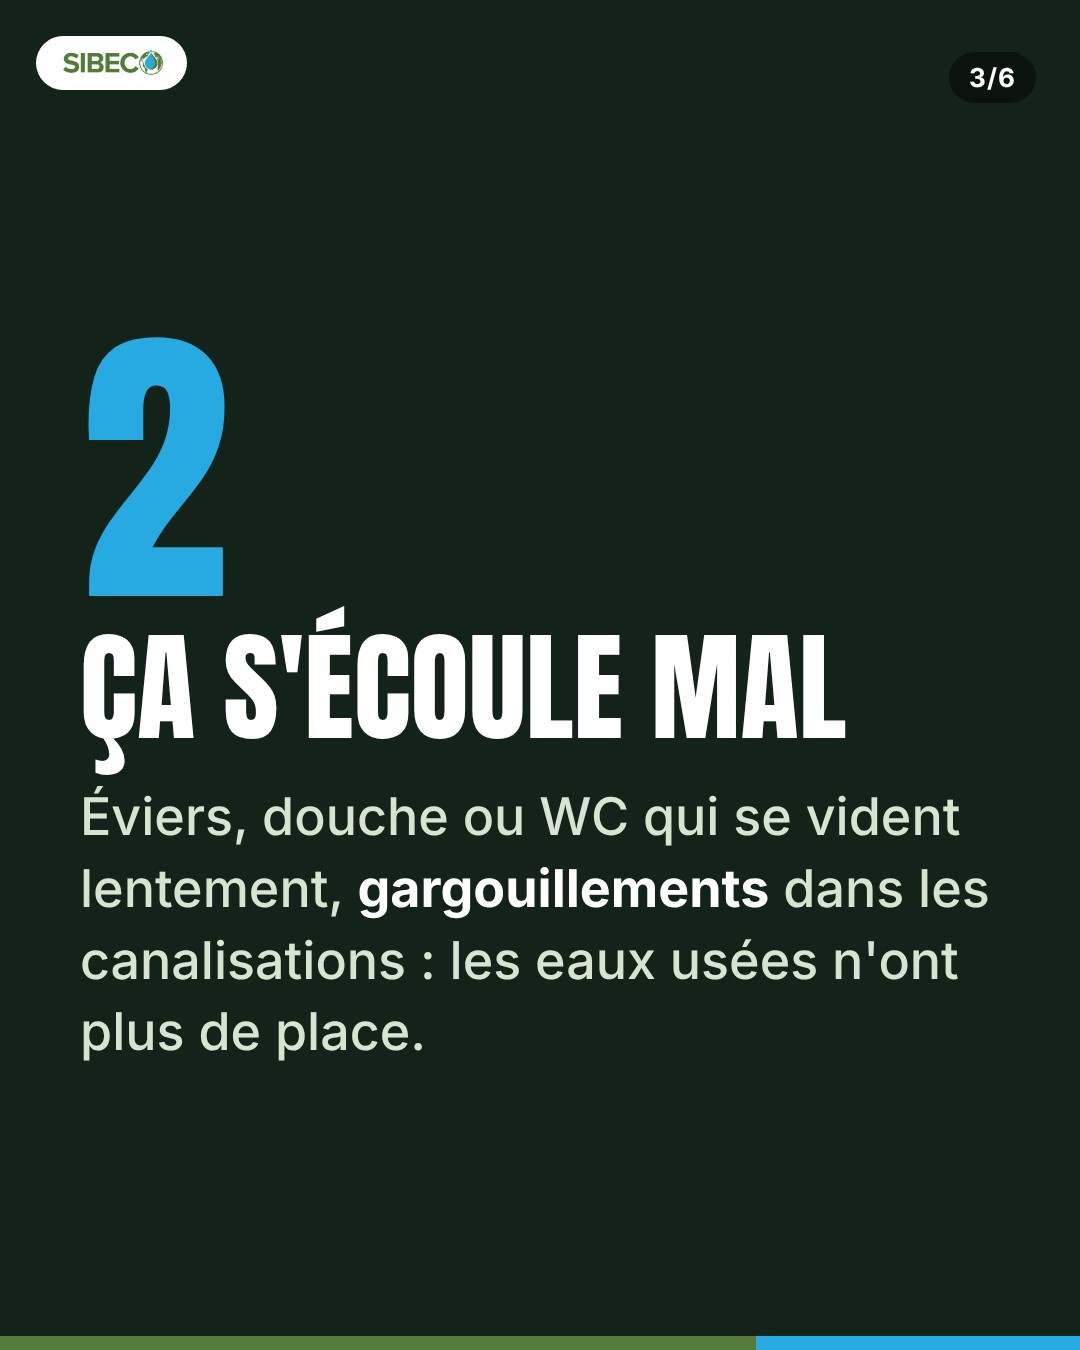 SIBECO
3/6
2
ÇA S'ÉCOULE MAL
Éviers, douche ou WC qui se vident
lentement, gargouillements dans les
canalisations : les eaux usées n'ont
plus de place.